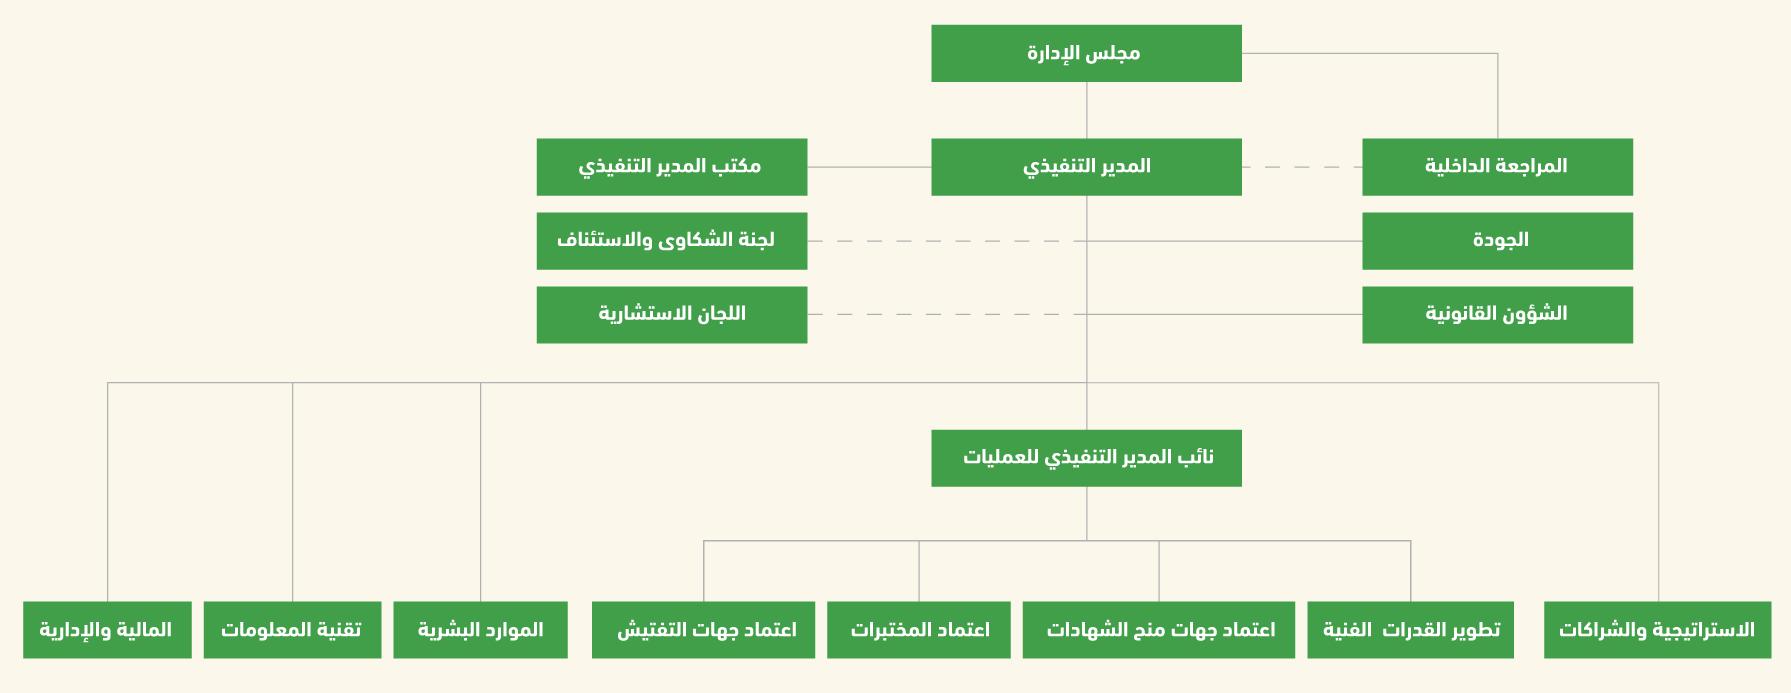 مجلس الإدارة
المراجعة الداخلية
المدير التنفيذي
مكتب المدير التنفيذي
الجودة
لجنة الشكاوى والاستئناف
الشؤون القانونية
اللجان الاستشارية
نائب المدير التنفيذي للعمليات
الاستراتيجية والشراكات
تطوير القدرات الفنية
اعتماد جهات منح الشهادات
اعتماد المختبرات
اعتماد جهات التفتيش
الموارد البشرية
تقنية المعلومات
المالية والإدارية